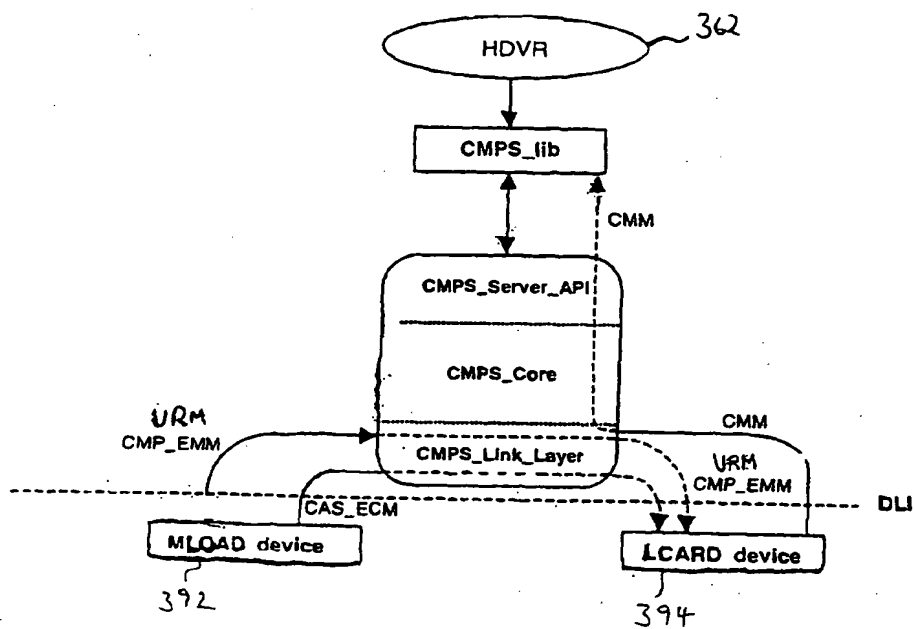 362
HDVR
CMPS_lib
CMM
CMPS_Server_API
CMPS_Core
URM
CMP_EMM
CMM
CMPS_Link_Layer
URM
CMP_EMM
CAS_ECM
DLI
MLOAD device
LCARD device
392
394